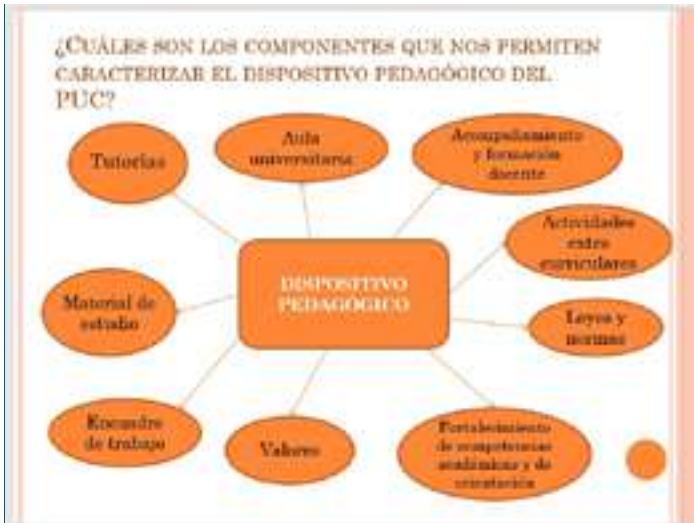 ¿CUÁLES SON LOS COMPONENTES QUE NOS PERMITEN
CARACTERIZAR EL DISPOSITIVO PEDAGÓGICO DEL
PUC?
Tutorías
Aula
universitaria
Acompañamiento
y formación
docente
Actividades
extra
curriculares
DISPOSITIVO
PEDAGÓGICO
Material de
estudio
Leyes y
normas
Encuadre
de trabajo
Valores
Fortalecimiento
de competencias
académicas y de
orientación